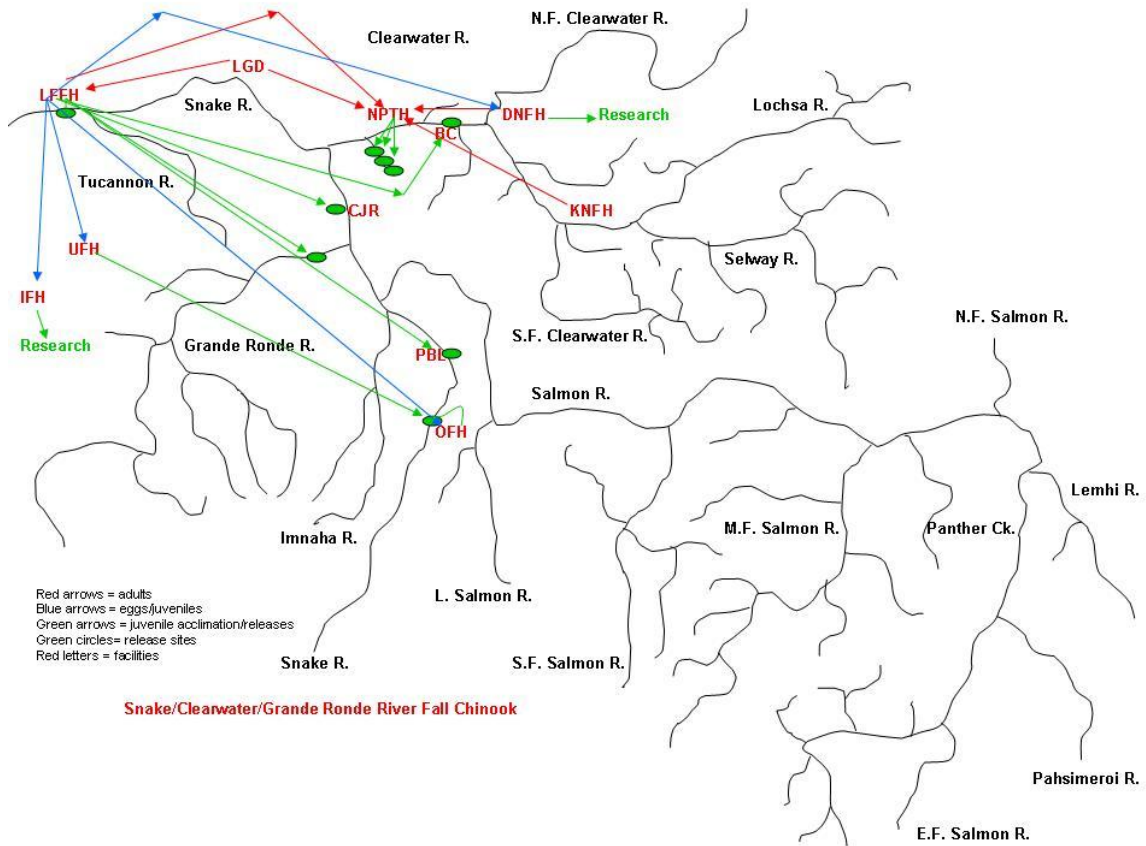 N.F. Clearwater R.
Clearwater R.
LGD
LFFH
Snake R.
NPTH
DNFH
Research
Lochsa R.
BC
Tucannon R.
CJR
KNFH
UFH
Selway R.
IFH
Research
Grande Ronde R.
S.F. Clearwater R.
N.F. Salmon R.
PBL
Salmon R.
OFH
Lemhi R.
Imnaha R.
M.F. Salmon R.
Panther Ck.
L. Salmon R.
Red arrows = adults
Blue arrows = eggs/juveniles
Green arrows = juvenile acclimation/releases
Green circles= release sites
Red letters = facilities
Snake R.
S.F. Salmon R.
Snake/Clearwater/Grande Ronde River Fall Chinook
Pahsimeroi R.
E.F. Salmon R.